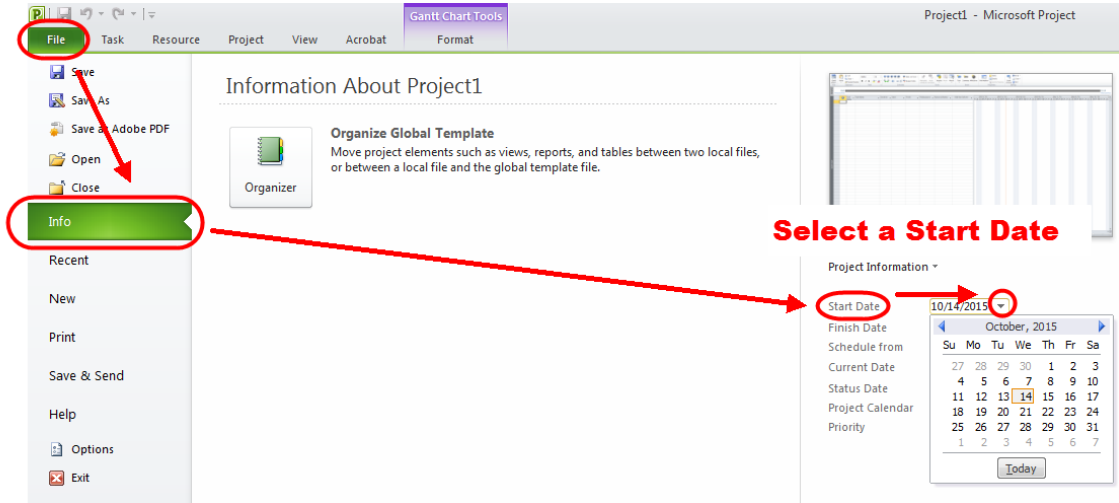 Gantt Chart Tools
Project1 - Microsoft Project
File Task Resource Project View Acrobat Format
Save
Save As
Save as Adobe PDF
Open
Close
Info
Recent
New
Print
Save & Send
Help
Options
Exit
Information About Project1
Organizer
Organize Global Template
Move project elements such as views, reports, and tables between two local files,
or between a local file and the global template file.
Select a Start Date
Project Information
Start Date 10/14/2015
Finish Date
Schedule from
Current Date
Status Date
Project Calendar
Priority
October, 2015
Su Mo Tu We Th Fr Sa
27 28 29 30 1 2 3
4 5 6 7 8 9 10
11 12 13 14 15 16 17
18 19 20 21 22 23 24
25 26 27 28 29 30 31
1 2 3 4 5 6 7
Today